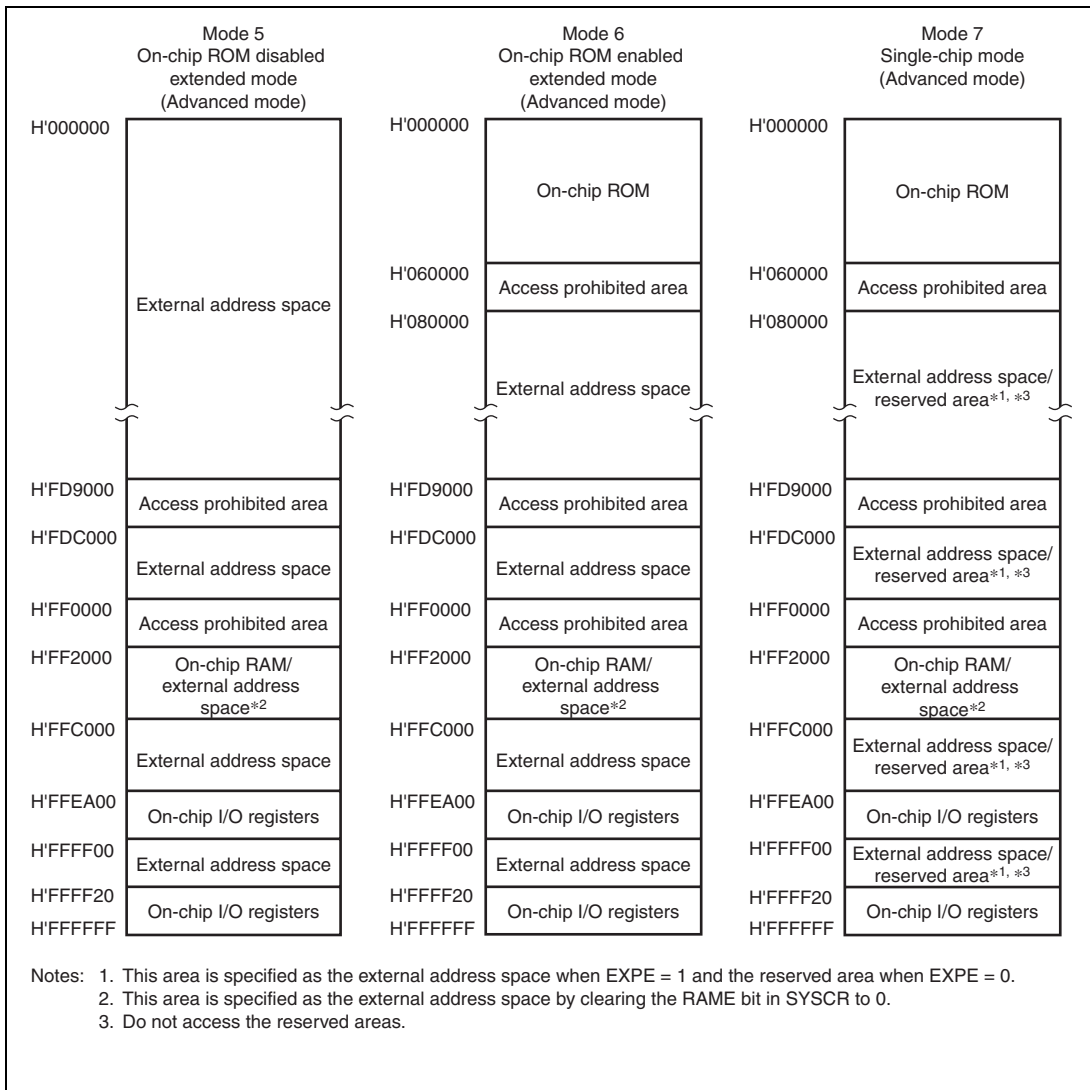 Mode 5
On-chip ROM disabled
extended mode
(Advanced mode)
H'000000
External address space
H'FD9000
Access prohibited area
H'FDC000
External address space
H'FF0000
Access prohibited area
H'FF2000
On-chip RAM/
external address
space*2
H'FFC000
External address space
H'FFEA00
On-chip I/O registers
H'FFFF00
External address space
H'FFFF20
On-chip I/O registers
H'FFFFFF
Mode 6
On-chip ROM enabled
extended mode
(Advanced mode)
H'000000
On-chip ROM
H'060000
Access prohibited area
H'080000
External address space
H'FD9000
Access prohibited area
H'FDC000
External address space
H'FF0000
Access prohibited area
H'FF2000
On-chip RAM/
external address
space*2
H'FFC000
External address space
H'FFEA00
On-chip I/O registers
H'FFFF00
External address space
H'FFFF20
On-chip I/O registers
H'FFFFFF
Mode 7
Single-chip mode
(Advanced mode)
H'000000
On-chip ROM
H'060000
Access prohibited area
H'080000
External address space/
reserved area*1, *3
H'FD9000
Access prohibited area
H'FDC000
External address space/
reserved area*1, *3
H'FF0000
Access prohibited area
H'FF2000
On-chip RAM/
external address
space*2
H'FFC000
External address space/
reserved area*1, *3
H'FFEA00
On-chip I/O registers
H'FFFF00
External address space/
reserved area*1, *3
H'FFFF20
On-chip I/O registers
H'FFFFFF
Notes: 1. This area is specified as the external address space when EXPE = 1 and the reserved area when EXPE = 0.
2. This area is specified as the external address space by clearing the RAME bit in SYSCR to 0.
3. Do not access the reserved areas.